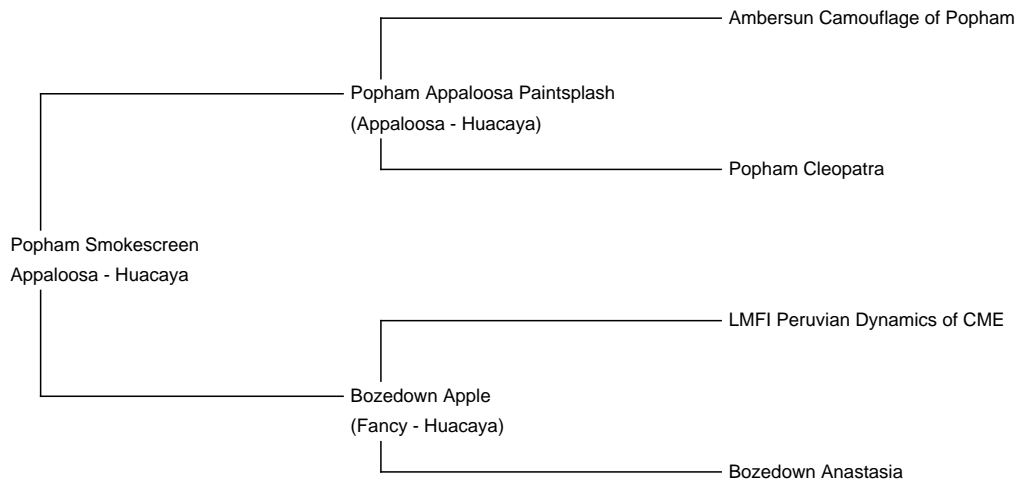 Ambersun Camouflage of Popham
Popham Appaloosa Paintsplash
(Appaloosa - Huacaya)
Popham Cleopatra
Popham Smokescreen
Appaloosa - Huacaya
LMFI Peruvian Dynamics of CME
Bozedown Apple
(Fancy - Huacaya)
Bozedown Anastasia